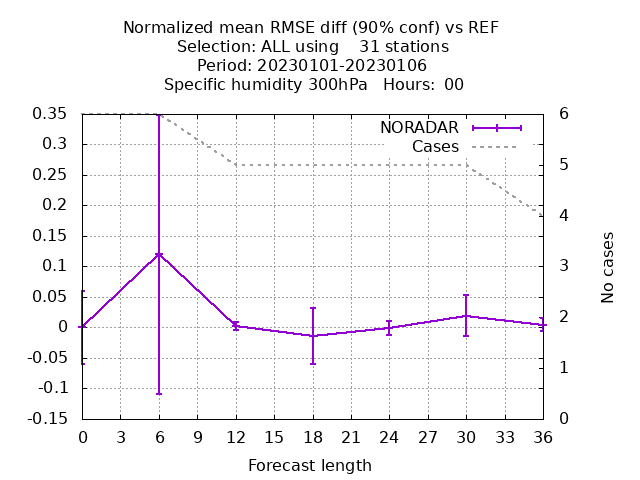 Normalized mean RMSE diff (90% conf) vs REF
Selection: ALL using 31 stations
Period: 20230101-20230106
Specific humidity 300hPa Hours: 00
NORADAR
Cases
0.35
0.3
0.25
0.2
0.15
0.1
0.05
0
-0.05
-0.1
-0.15
6
5
4
3
2
1
0
No cases
0 3 6 9 12 15 18 21 24 27 30 33 36
Forecast length